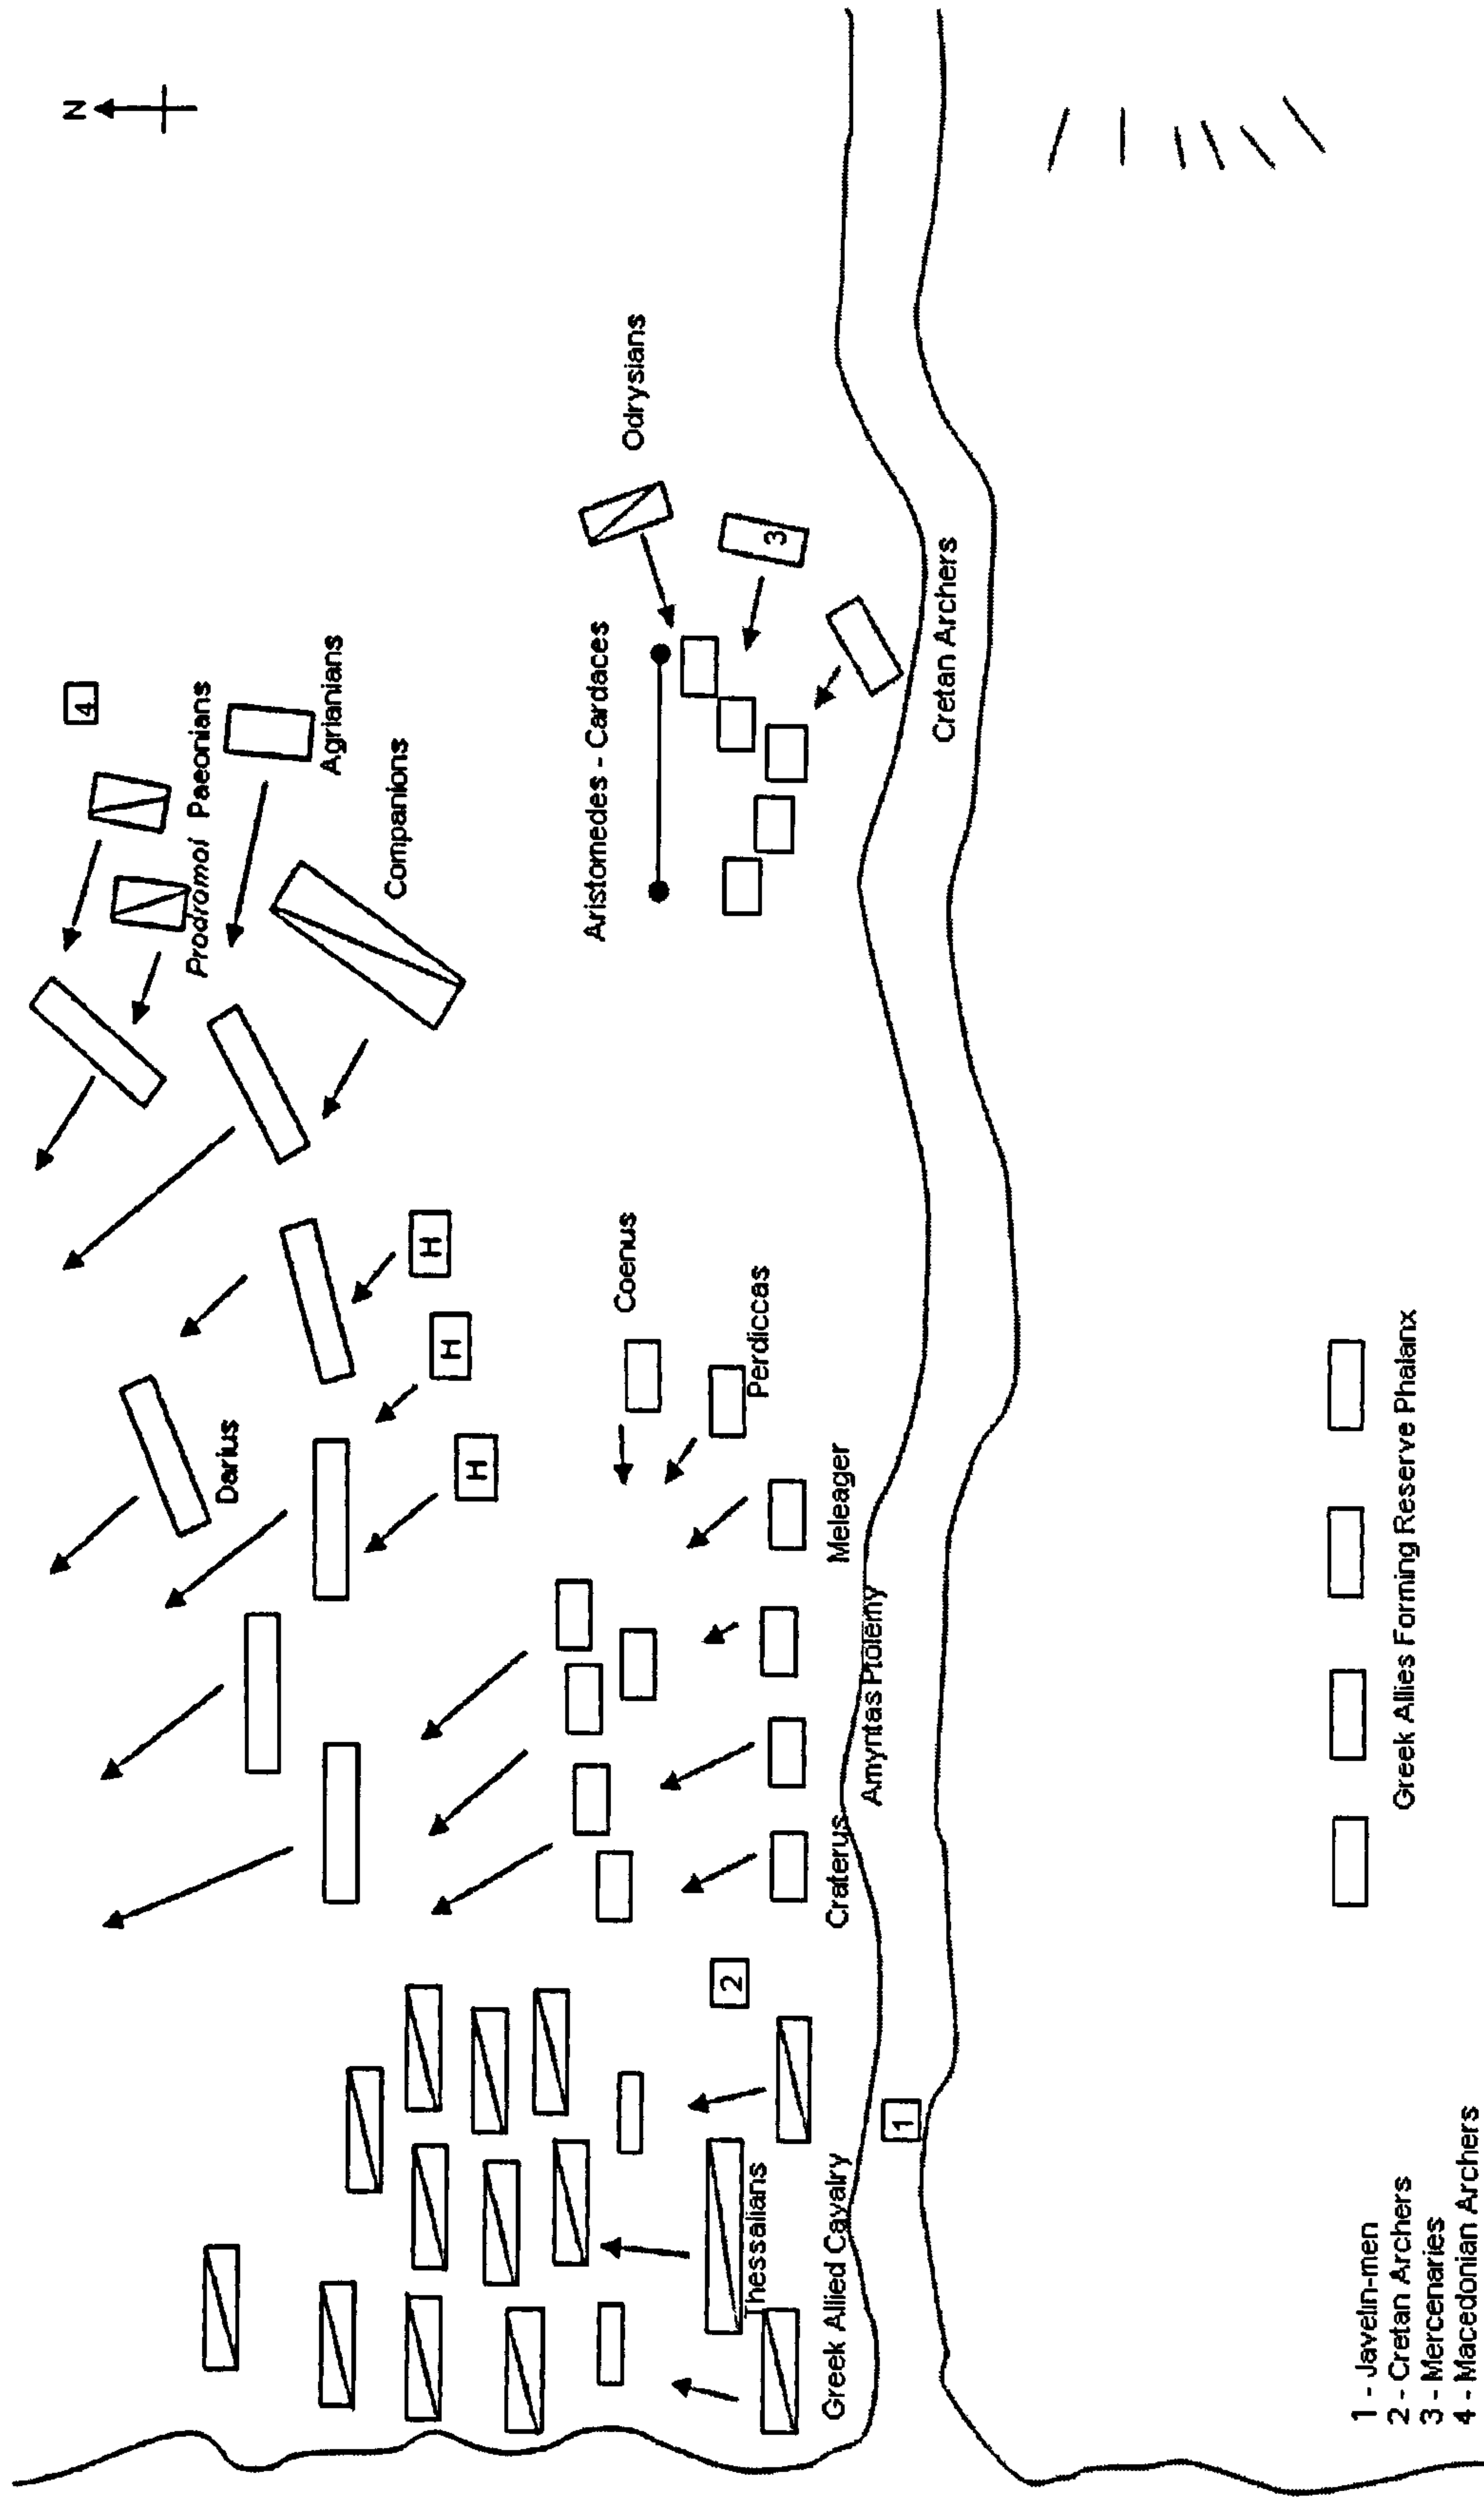 N
4
Prodromoi Paeonians
Agrianians
Companions
Odrysians
Aristomedes - Cardaces
3
Cretan Archers
Darius
H
H
H
Coenus
Perdiccas
Meleager
Amyntas Ptolemy
Craterus
2
Thessalians
Greek Allied Cavalry
1
Greek Allies Forming Reserve Phalanx
1 - Javelin-men
2 - Cretan Archers
3 - Mercenaries
4 - Macedonian Archers